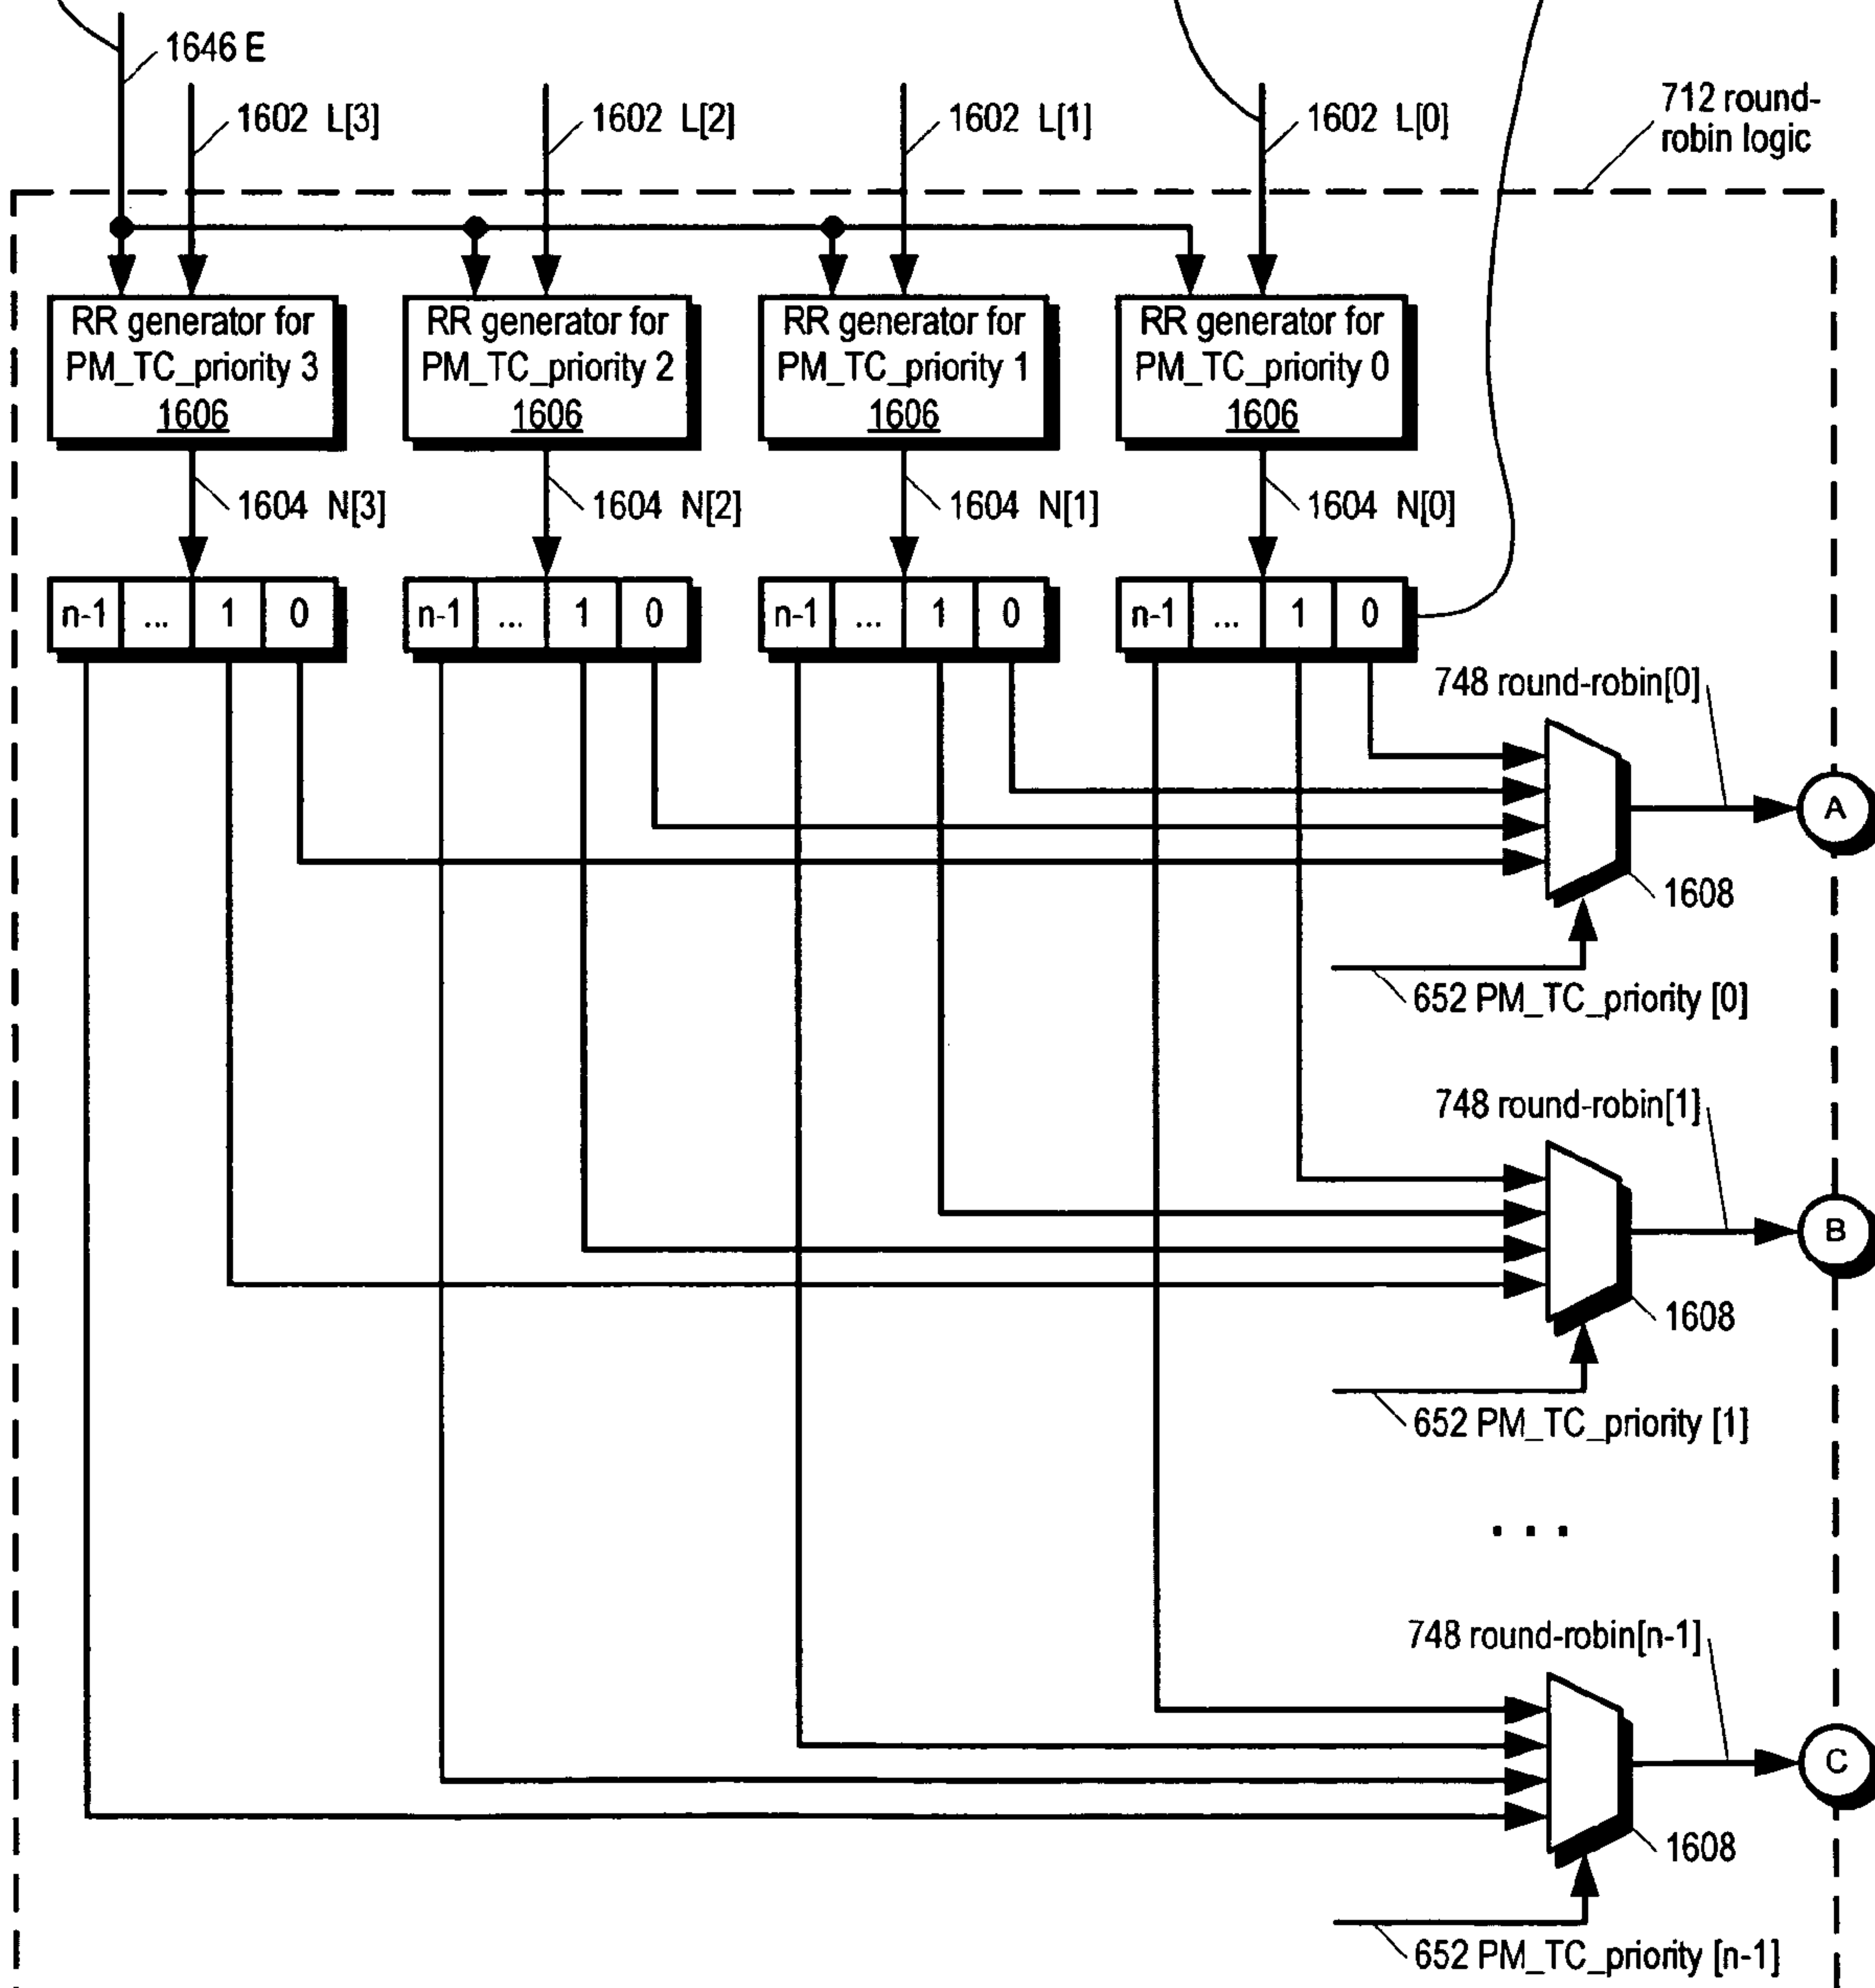 1646 E
1602 L[3]
1602 L[2]
1602 L[1]
1602 L[0]
712 round-
robin logic
RR generator for
PM_TC_priority 3
1606
RR generator for
PM_TC_priority 2
1606
RR generator for
PM_TC_priority 1
1606
RR generator for
PM_TC_priority 0
1606
1604 N[3]
1604 N[2]
1604 N[1]
1604 N[0]
n-1 ... 1 0
n-1 ... 1 0
n-1 ... 1 0
n-1 ... 1 0
748 round-robin[0]
A
1608
652 PM_TC_priority [0]
748 round-robin[1]
B
1608
652 PM_TC_priority [1]
. . .
748 round-robin[n-1]
C
1608
652 PM_TC_priority [n-1]